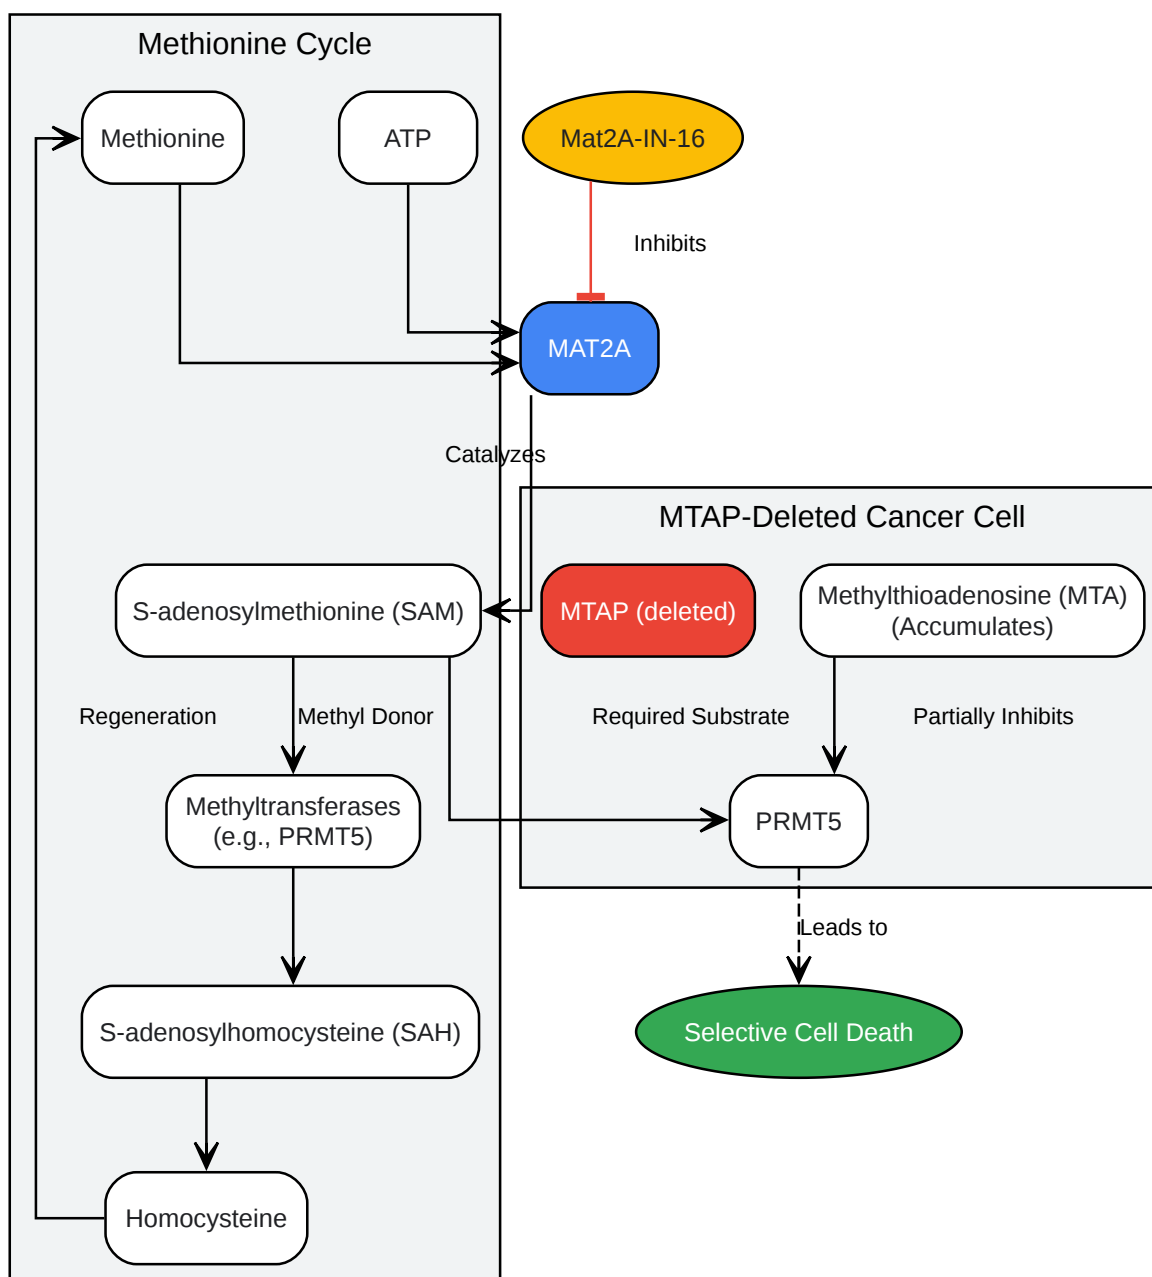 Methionine Cycle
Methionine
ATP
Mat2A-IN-16
Inhibits
MAT2A
Catalyzes
MTAP-Deleted Cancer Cell
S-adenosylmethionine (SAM)
MTAP (deleted)
Methylthioadenosine (MTA)
(Accumulates)
Regeneration
Methyl Donor
Required Substrate
Partially Inhibits
Methyltransferases
(e.g., PRMT5)
PRMT5
Leads to
S-adenosylhomocysteine (SAH)
Selective Cell Death
Homocysteine